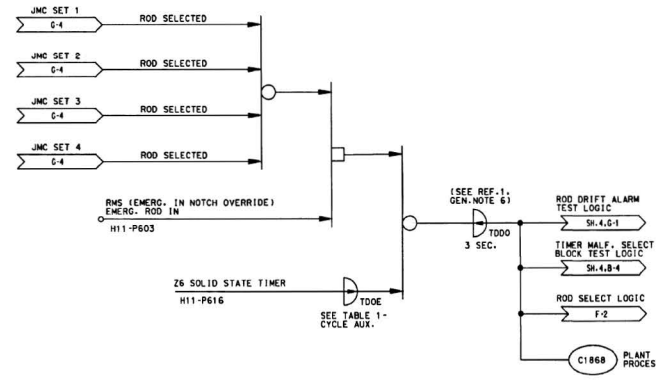 JMC SET 1
G-4
ROD SELECTED
JMC SET 2
G-4
ROD SELECTED
JMC SET 3
G-4
ROD SELECTED
JMC SET 4
G-4
ROD SELECTED
RMS (EMERG. IN NOTCH OVERRIDE)
EMERG. ROD IN
H11-P603
Z6 SOLID STATE TIMER
H11-P616
TDOE
SEE TABLE 1-
CYCLE AUX.
(SEE REF.1,
GEN.NOTE 6)
TDDO
3 SEC.
ROD DRIFT ALARM
TEST LOGIC
SH.4,G-1
TIMER MALF. SELECT
BLOCK TEST LOGIC
SH.4,B-4
ROD SELECT LOGIC
F-2
C1868
PLANT
PROCES